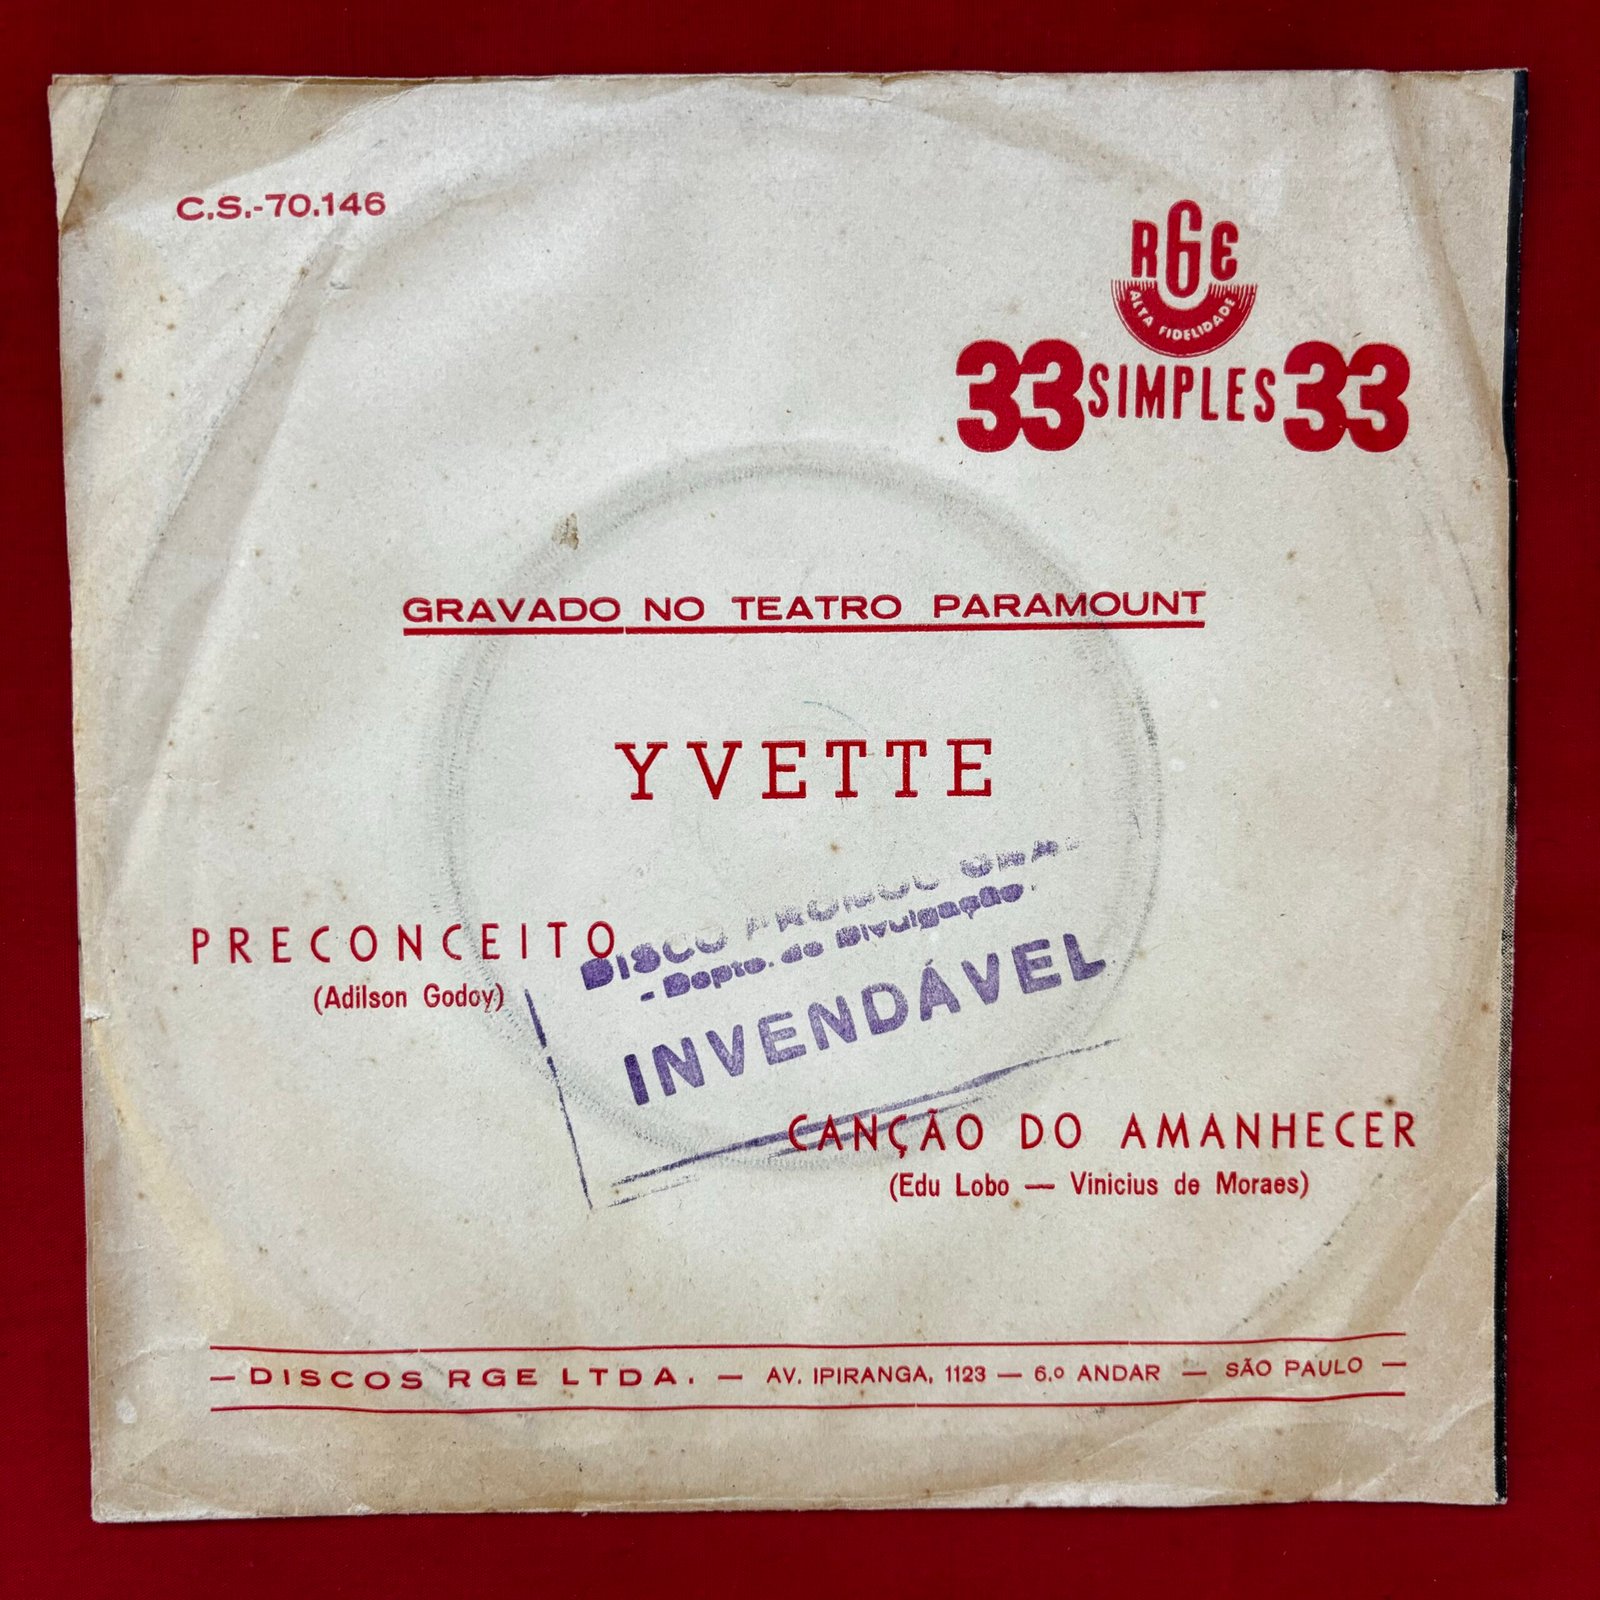 C.S.-70.146
RGE
ALTA FIDELIDADE
33 SIMPLES 33
GRAVADO NO TEATRO PARAMOUNT
YVETTE
PRECONCEITO
(Adilson Godoy)
DISCO
- Depto. de Divulgação -
INVENDÁVEL
CANÇÃO DO AMANHECER
(Edu Lobo — Vinicius de Moraes)
— DISCOS RGE LTDA. — AV. IPIRANGA, 1123 — 6.º ANDAR — SÃO PAULO —